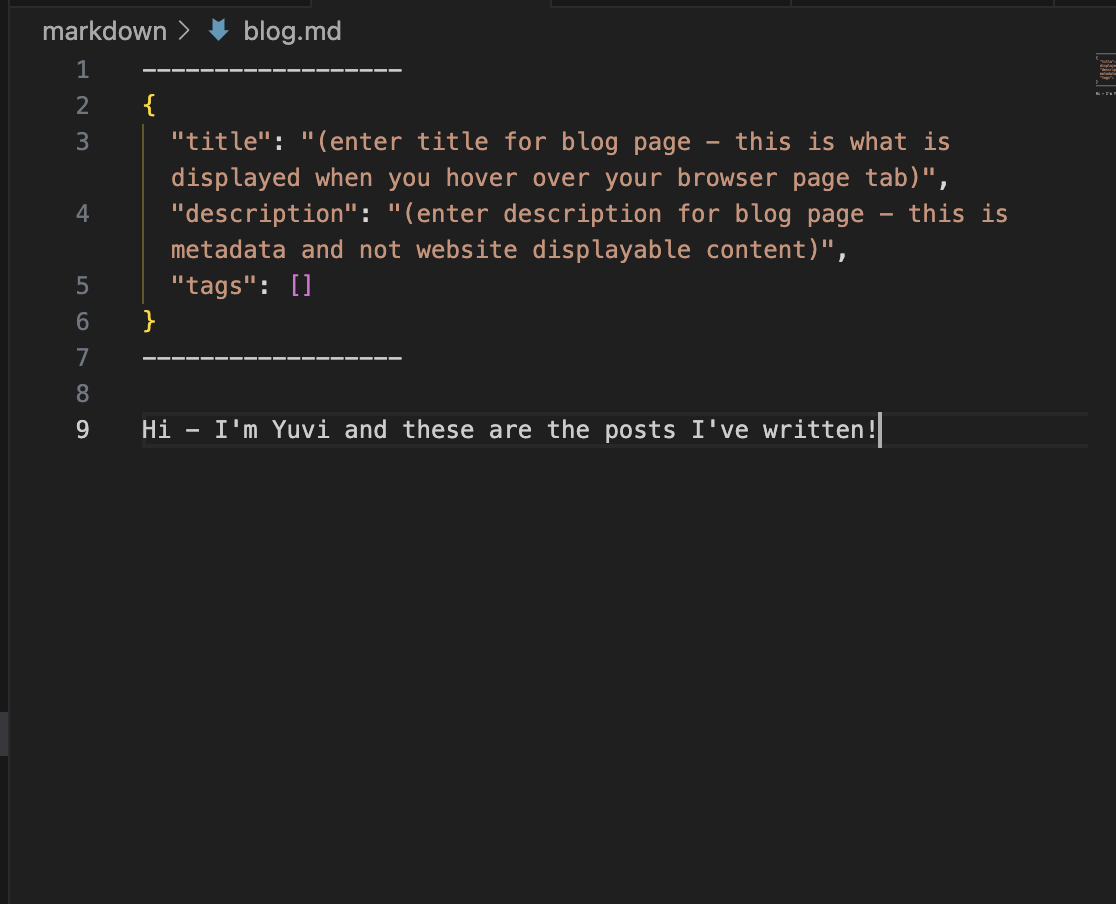 markdown > blog.md
1 ------------------
2 {
3 "title": "(enter title for blog page - this is what is
displayed when you hover over your browser page tab)",
4 "description": "(enter description for blog page - this is
metadata and not website displayable content)",
5 "tags": []
6 }
7 ------------------
8
9 Hi - I'm Yuvi and these are the posts I've written!